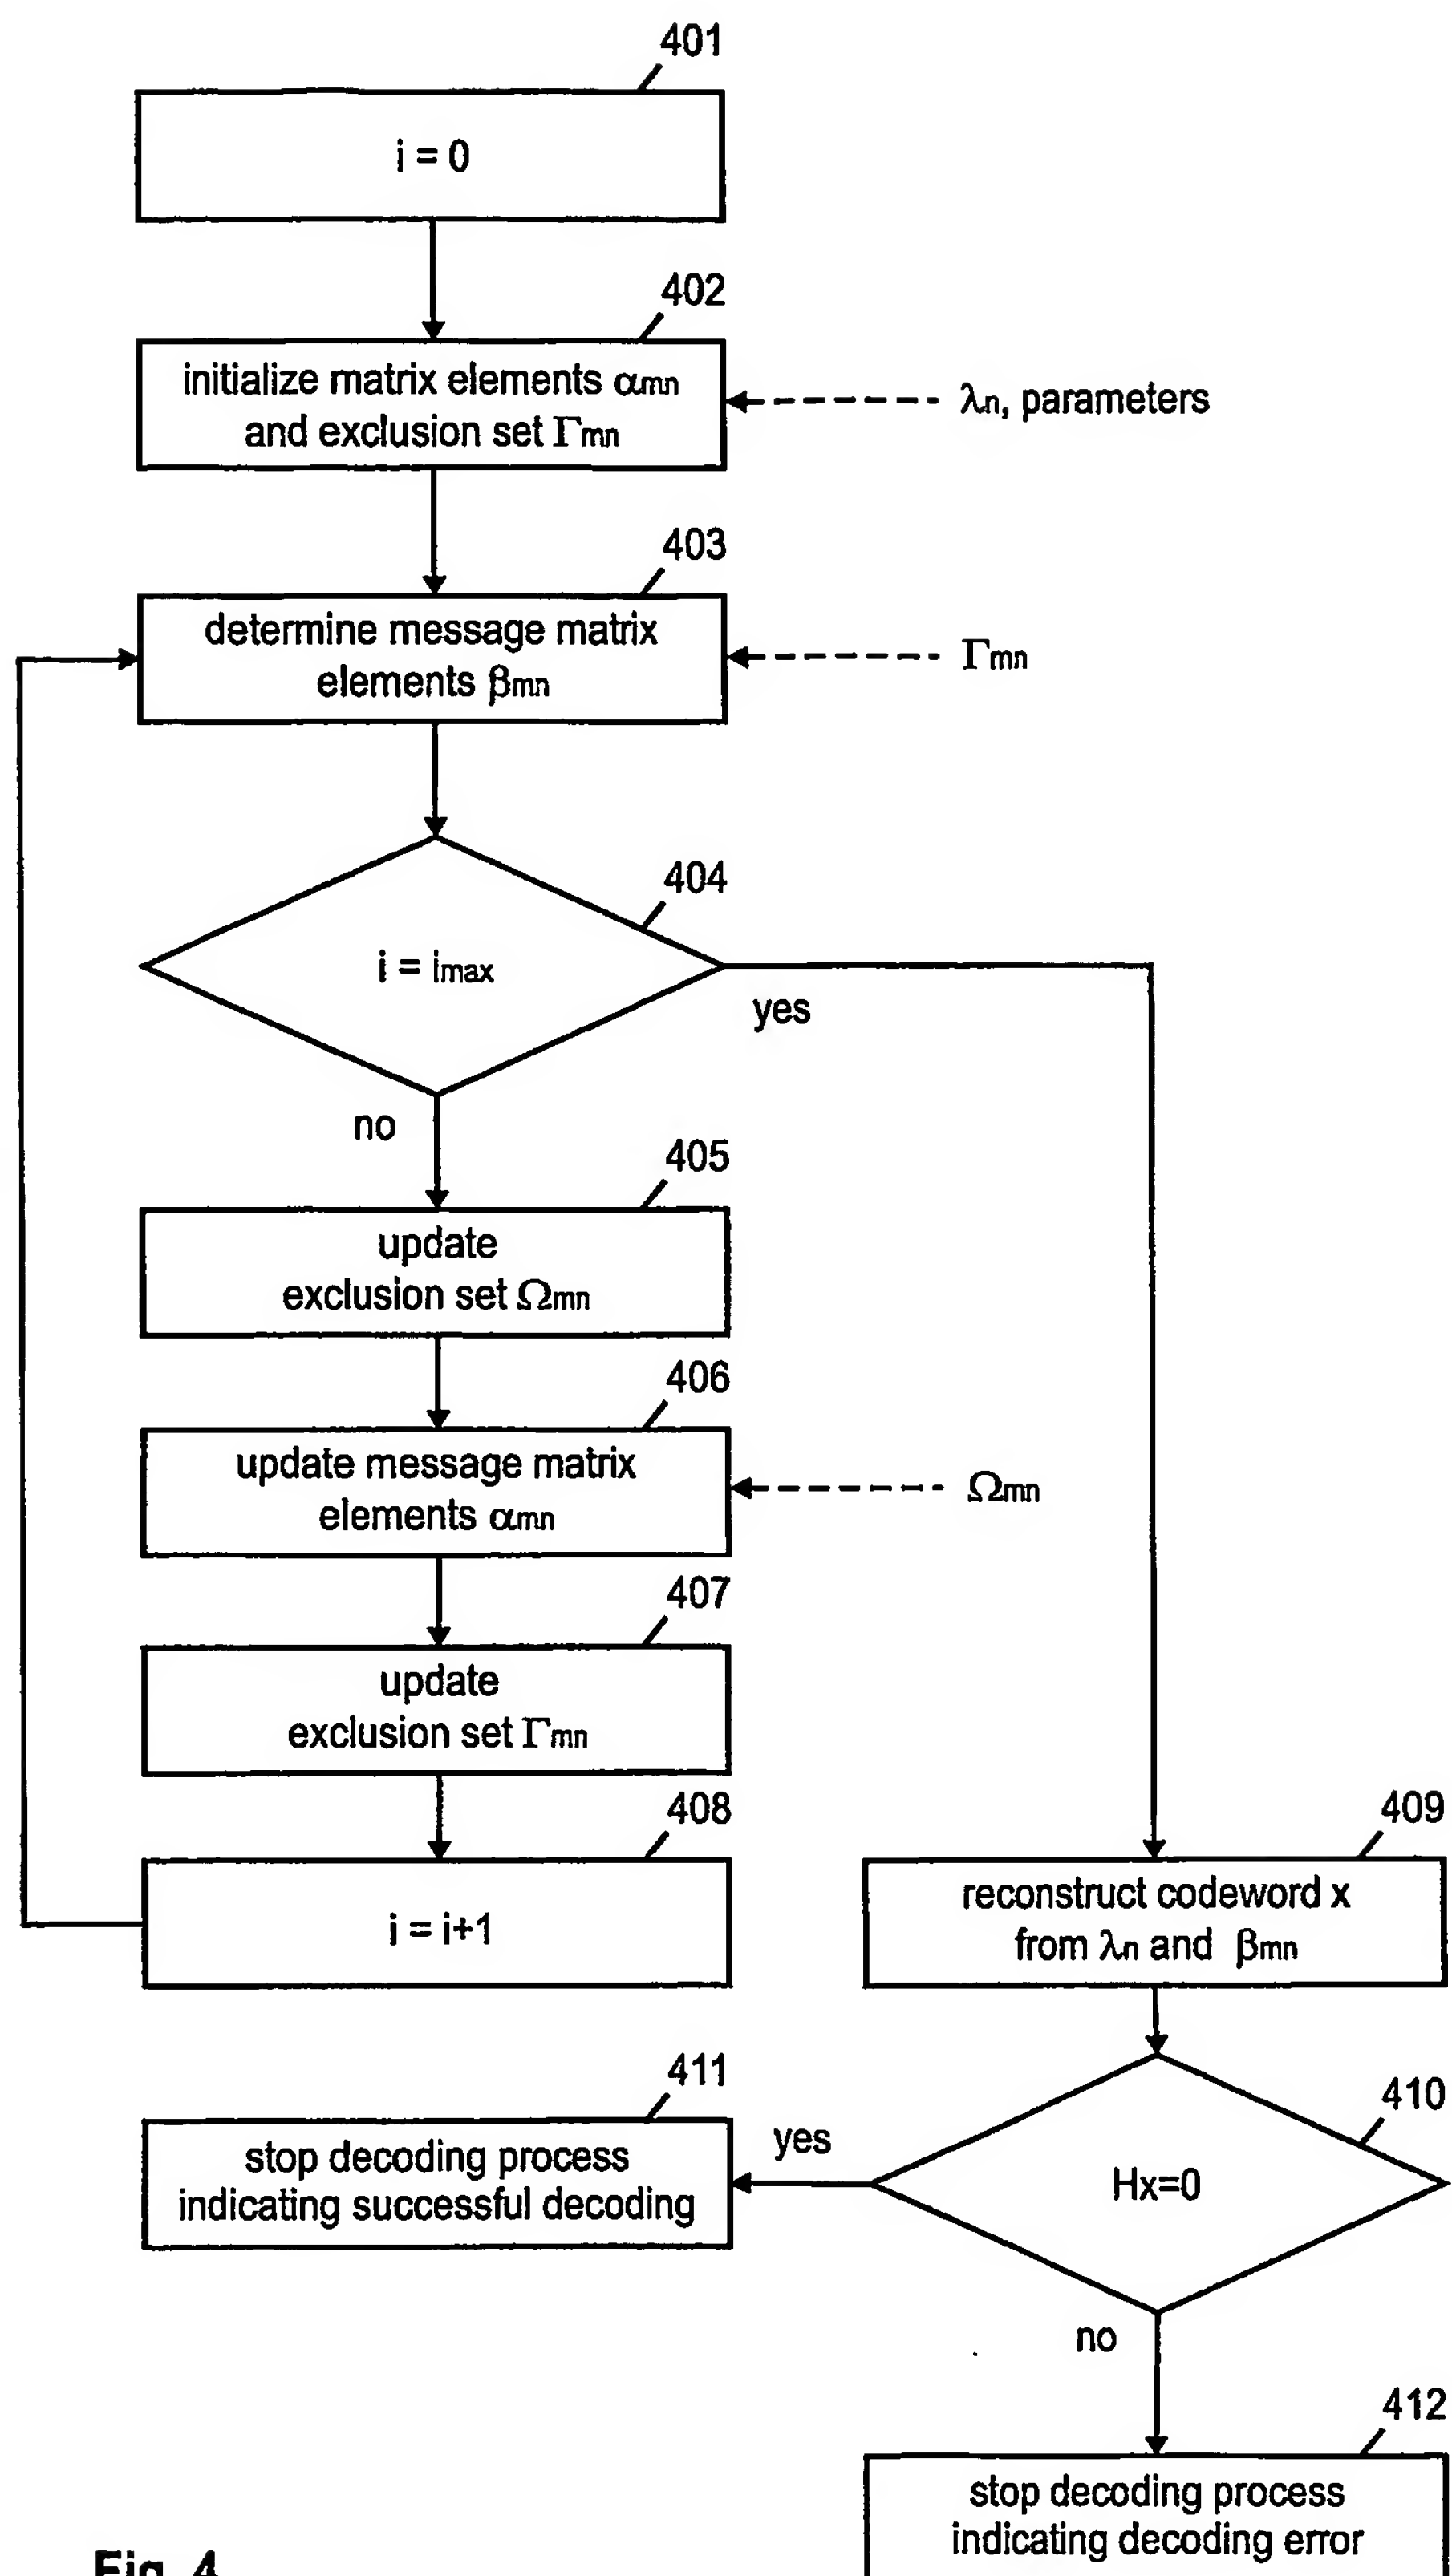 401
i = 0
402
initialize matrix elements αmn
and exclusion set Γmn
λn, parameters
403
determine message matrix
elements βmn
Γmn
404
i = imax
yes
no
405
update
exclusion set Ωmn
406
update message matrix
elements αmn
Ωmn
407
update
exclusion set Γmn
408
i = i+1
409
reconstruct codeword x
from λn and βmn
410
Hx=0
yes
411
stop decoding process
indicating successful decoding
no
412
stop decoding process
indicating decoding error
Fig. 4